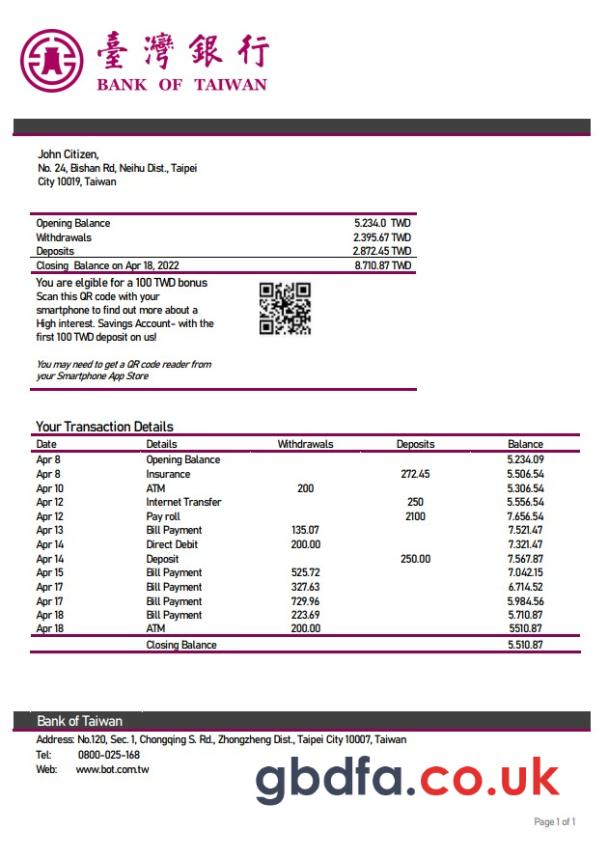 臺灣銀行
BANK OF TAIWAN
John Citizen,
No. 24, Bishan Rd, Neihu Dist., Taipei
City 10019, Taiwan
Opening Balance 5.234.0 TWD
Withdrawals 2.395.67 TWD
Deposits 2.872.45 TWD
Closing Balance on Apr 18, 2022 8.710.87 TWD
You are elgible for a 100 TWD bonus
Scan this QR code with your
smartphone to find out more about a
High interest. Savings Account- with the
first 100 TWD deposit on us!
You may need to get a QR code reader from
your Smartphone App Store
Your Transaction Details
Date Details Withdrawals Deposits Balance
Apr 8 Opening Balance 5.234.09
Apr 8 Insurance 272.45 5.506.54
Apr 10 ATM 200 5.306.54
Apr 12 Internet Transfer 250 5.556.54
Apr 12 Pay roll 2100 7.656.54
Apr 13 Bill Payment 135.07 7.521.47
Apr 14 Direct Debit 200.00 7.321.47
Apr 14 Deposit 250.00 7.567.87
Apr 15 Bill Payment 525.72 7.042.15
Apr 17 Bill Payment 327.63 6.714.52
Apr 17 Bill Payment 729.96 5.984.56
Apr 18 Bill Payment 223.69 5.710.87
Apr 18 ATM 200.00 5510.87
Closing Balance 5.510.87
Bank of Taiwan
Address: No.120, Sec. 1, Chongqing S. Rd., Zhongzheng Dist., Taipei City 10007, Taiwan
Tel: 0800-025-168
Web: www.bot.com.tw
gbdfa.co.uk
Page 1 of 1